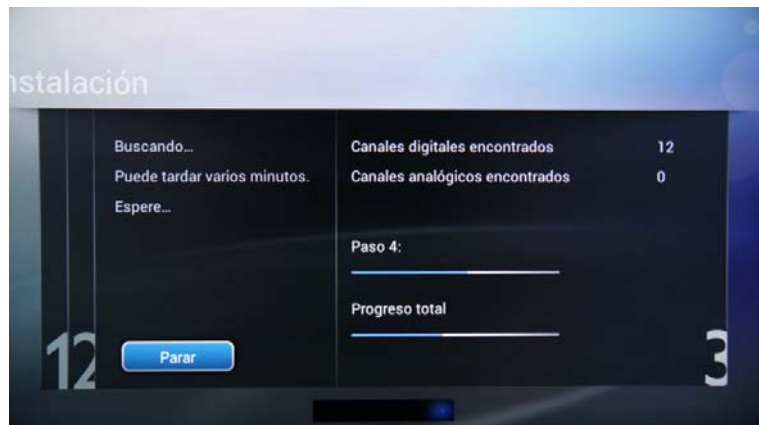 nstalación
Buscando...
Puede tardar varios minutos.
Espere...
Canales digitales encontrados 12
Canales analógicos encontrados 0
Paso 4:
Progreso total
Parar
12
3